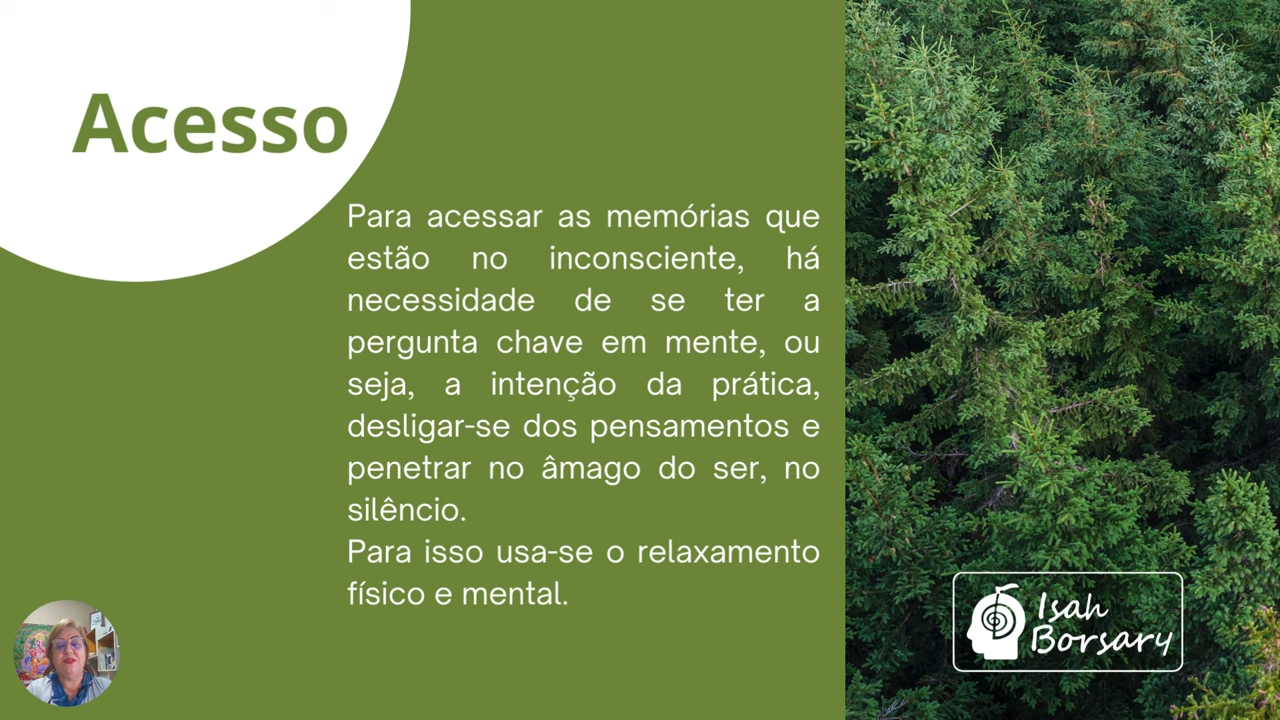 Acesso
Para acessar as memórias que
estão no inconsciente, há
necessidade de se ter a
pergunta chave em mente, ou
seja, a intenção da prática,
desligar-se dos pensamentos e
penetrar no âmago do ser, no
silêncio.
Para isso usa-se o relaxamento
físico e mental.
Isah
Borsary